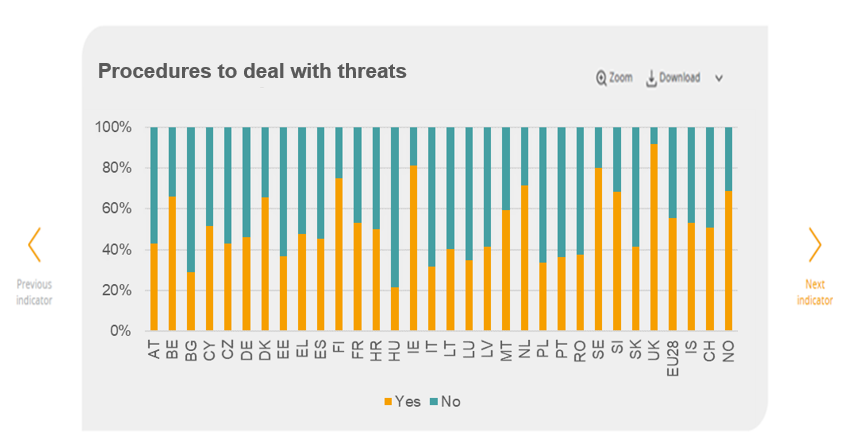 Procedures to deal with threats
Zoom
Download
100%
80%
60%
40%
20%
0%
AT BE BG CY CZ DE DK EE EL ES FI FR HR HU IE IT LT LU LV MT NL PL PT RO SE SI SK UK EU28 IS CH NO
Yes No
Previous
indicator
Next
indicator